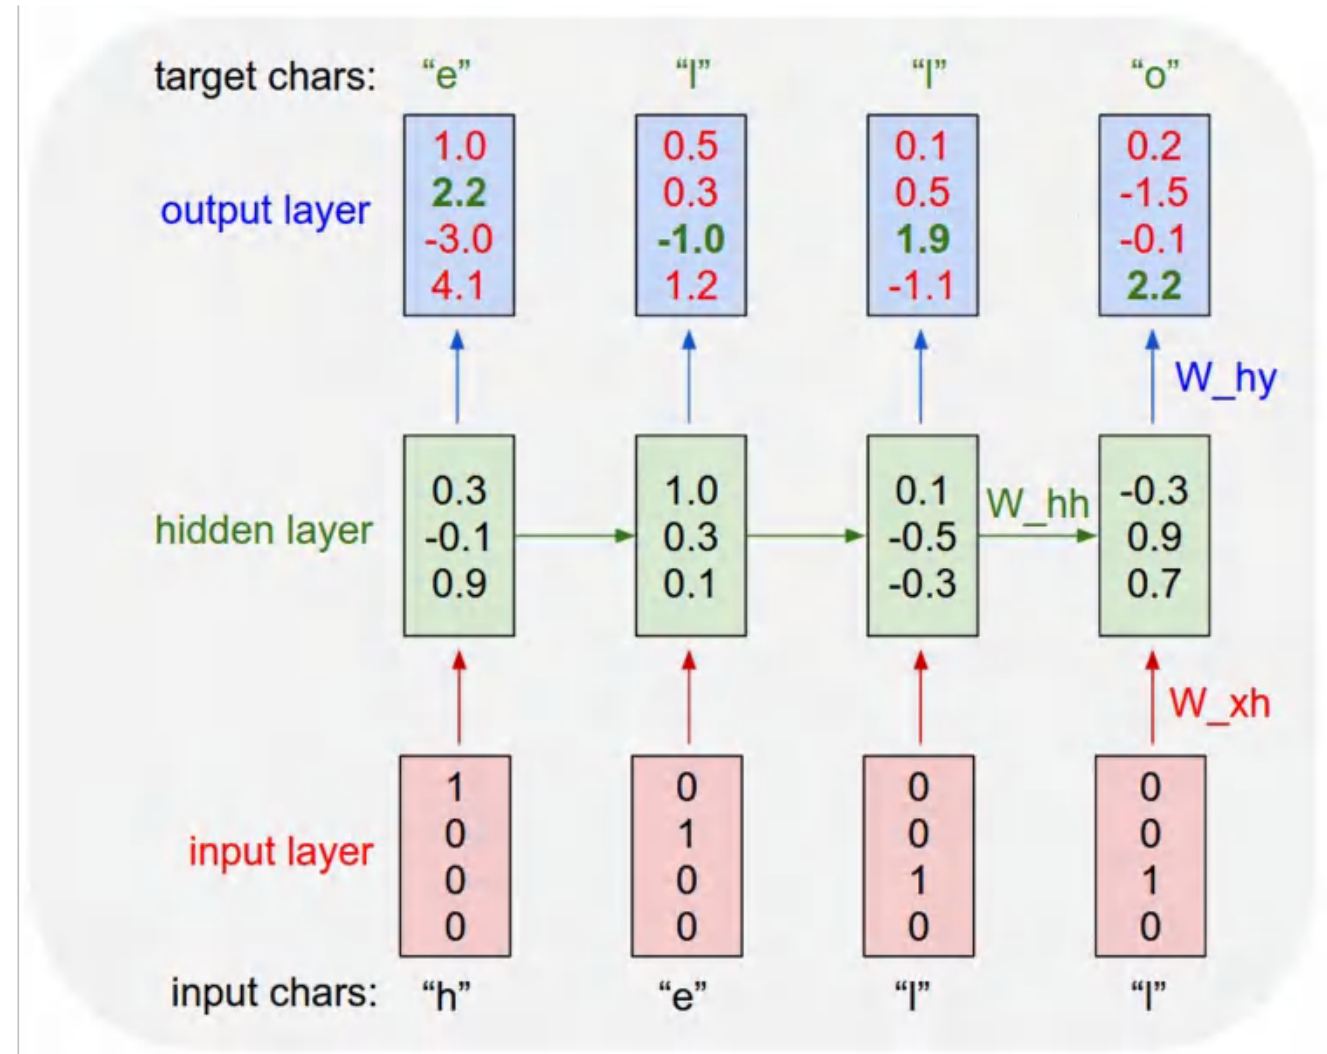 target chars: “e” “l” “l” “o”
1.0 0.5 0.1 0.2
2.2 0.3 0.5 -1.5
output layer
-3.0 -1.0 1.9 -0.1
4.1 1.2 -1.1 2.2
W_hy
0.3 1.0 0.1 -0.3
W_hh
hidden layer
-0.1 0.3 -0.5 0.9
0.9 0.1 -0.3 0.7
W_xh
1 0 0 0
0 1 0 0
input layer
0 0 1 1
0 0 0 0
input chars: “h” “e” “l” “l”